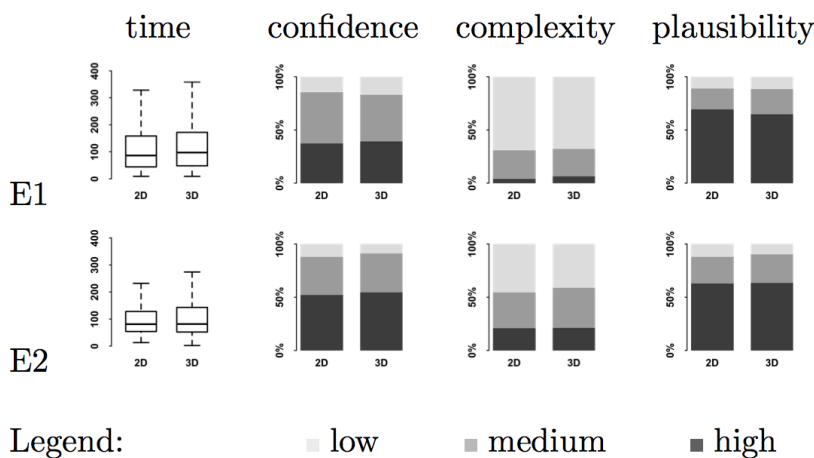 time confidence complexity plausibility
400 300 200 100 0 2D 3D
100% 50% 0% 2D 3D
100% 50% 0% 2D 3D
100% 50% 0% 2D 3D
E1
400 300 200 100 0 2D 3D
100% 50% 0% 2D 3D
100% 50% 0% 2D 3D
100% 50% 0% 2D 3D
E2
Legend: low medium high